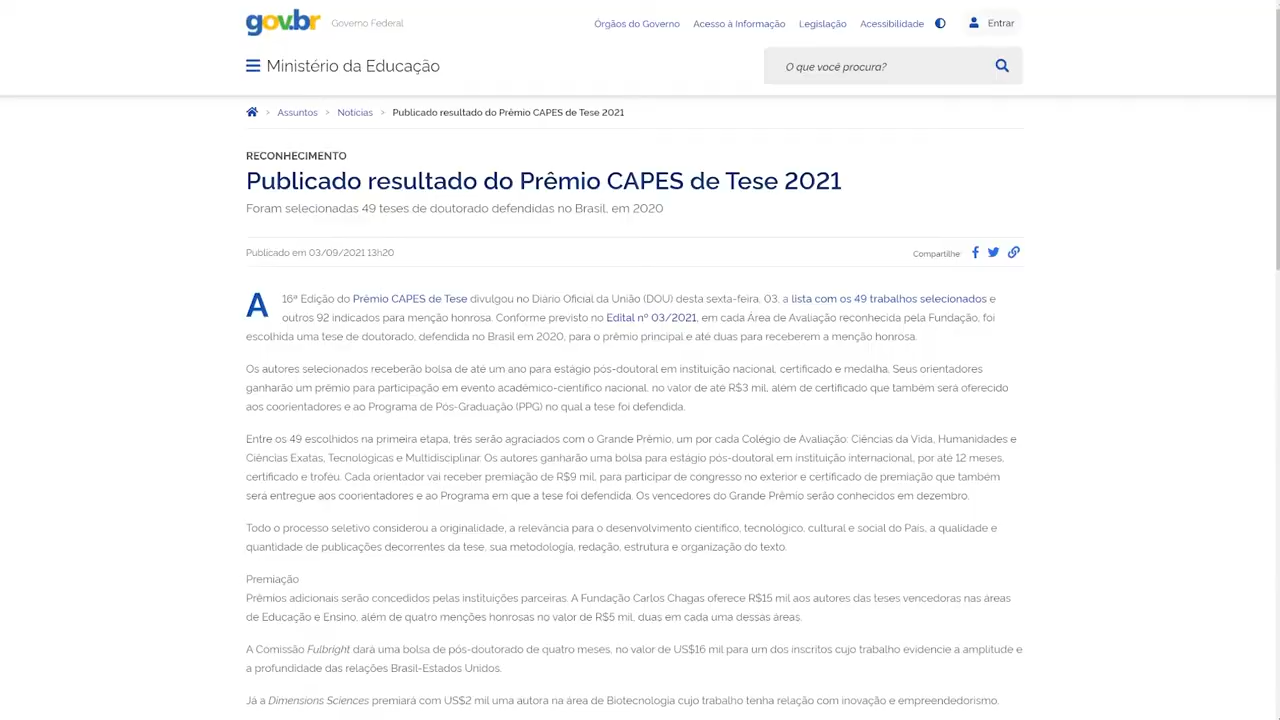 gov.br Governo Federal Órgãos do Governo Acesso à Informação Legislação Acessibilidade Entrar
Ministério da Educação O que você procura?
Assuntos > Notícias > Publicado resultado do Prêmio CAPES de Tese 2021
RECONHECIMENTO
Publicado resultado do Prêmio CAPES de Tese 2021
Foram selecionadas 49 teses de doutorado defendidas no Brasil, em 2020
Publicado em 03/09/2021 13h20 Compartilhe:
A 16ª Edição do Prêmio CAPES de Tese divulgou no Diário Oficial da União (DOU) desta sexta-feira, 03, a lista com os 49 trabalhos selecionados e
outros 92 indicados para menção honrosa. Conforme previsto no Edital nº 03/2021, em cada Área de Avaliação reconhecida pela Fundação, foi
escolhida uma tese de doutorado, defendida no Brasil em 2020, para o prêmio principal e até duas para receberem a menção honrosa.
Os autores selecionados receberão bolsa de até um ano para estágio pós-doutoral em instituição nacional, certificado e medalha. Seus orientadores
ganharão um prêmio para participação em evento acadêmico-científico nacional, no valor de até R$3 mil, além de certificado que também será oferecido
aos coorientadores e ao Programa de Pós-Graduação (PPG) no qual a tese foi defendida.
Entre os 49 escolhidos na primeira etapa, três serão agraciados com o Grande Prêmio, um por cada Colégio de Avaliação: Ciências da Vida, Humanidades e
Ciências Exatas, Tecnológicas e Multidisciplinar. Os autores ganharão uma bolsa para estágio pós-doutoral em instituição internacional, por até 12 meses,
certificado e troféu. Cada orientador vai receber premiação de R$9 mil, para participar de congresso no exterior e certificado de premiação que também
será entregue aos coorientadores e ao Programa em que a tese foi defendida. Os vencedores do Grande Prêmio serão conhecidos em dezembro.
Todo o processo seletivo considerou a originalidade, a relevância para o desenvolvimento científico, tecnológico, cultural e social do País, a qualidade e
quantidade de publicações decorrentes da tese, sua metodologia, redação, estrutura e organização do texto.
Premiação
Prêmios adicionais serão concedidos pelas instituições parceiras. A Fundação Carlos Chagas oferece R$15 mil aos autores das teses vencedoras nas áreas
de Educação e Ensino, além de quatro menções honrosas no valor de R$5 mil, duas em cada uma dessas áreas.
A Comissão Fulbright dará uma bolsa de pós-doutorado de quatro meses, no valor de US$16 mil para um dos inscritos cujo trabalho evidencie a amplitude e
a profundidade das relações Brasil-Estados Unidos.
Já a Dimensions Sciences premiará com US$2 mil uma autora na área de Biotecnologia cujo trabalho tenha relação com inovação e empreendedorismo.